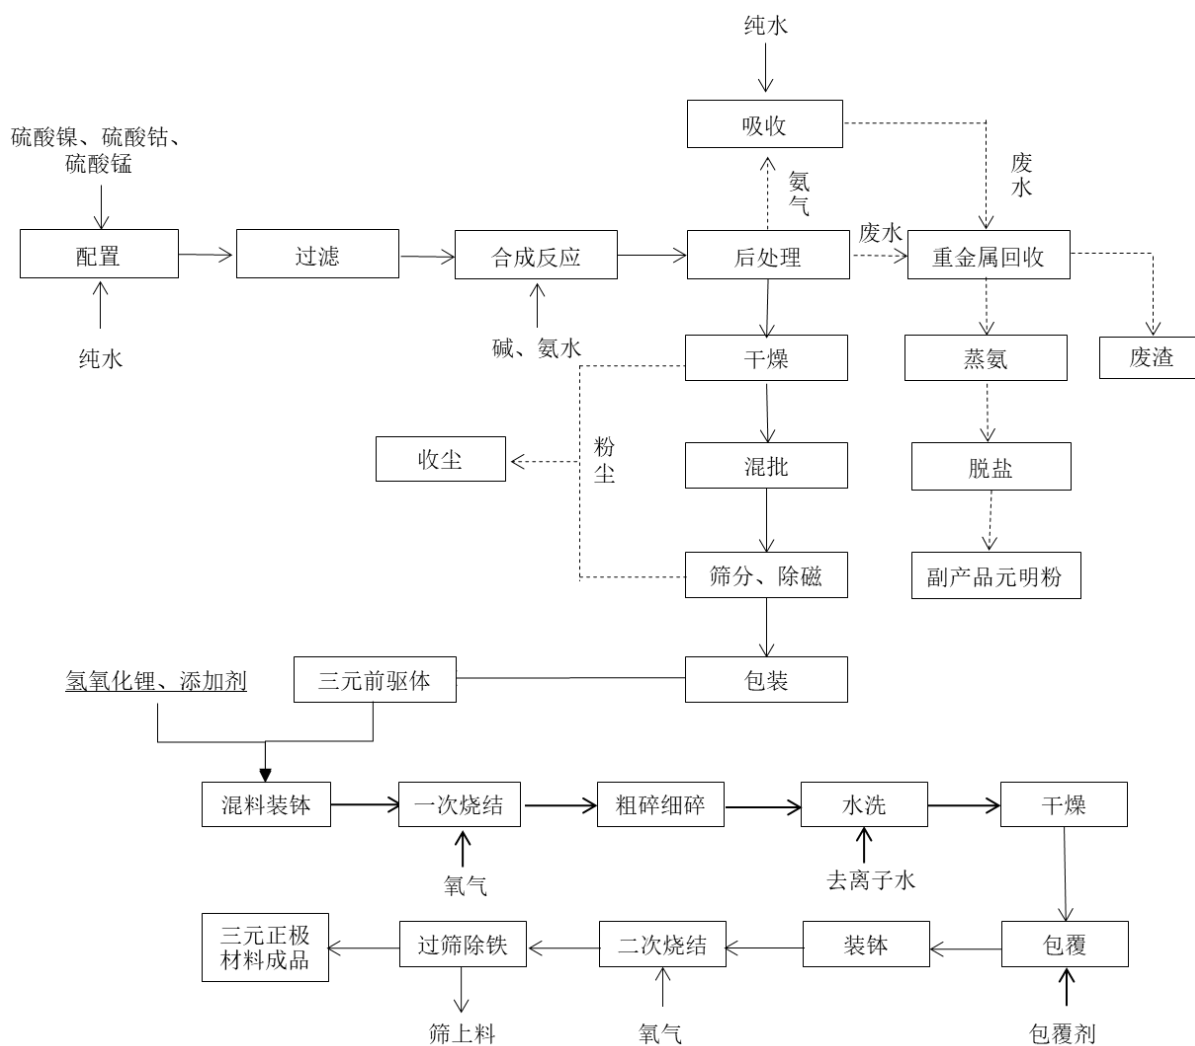 纯水
吸收
硫酸镍、硫酸钴、
硫酸锰
氨
气
废
水
配置
过滤
合成反应
后处理
废水
重金属回收
纯水
碱、氨水
干燥
蒸氨
废渣
收尘
粉
尘
混批
脱盐
筛分、除磁
副产品元明粉
氢氧化锂、添加剂
三元前驱体
包装
混料装钵
一次烧结
粗碎细碎
水洗
干燥
氧气
去离子水
三元正极
材料成品
过筛除铁
二次烧结
装钵
包覆
筛上料
氧气
包覆剂